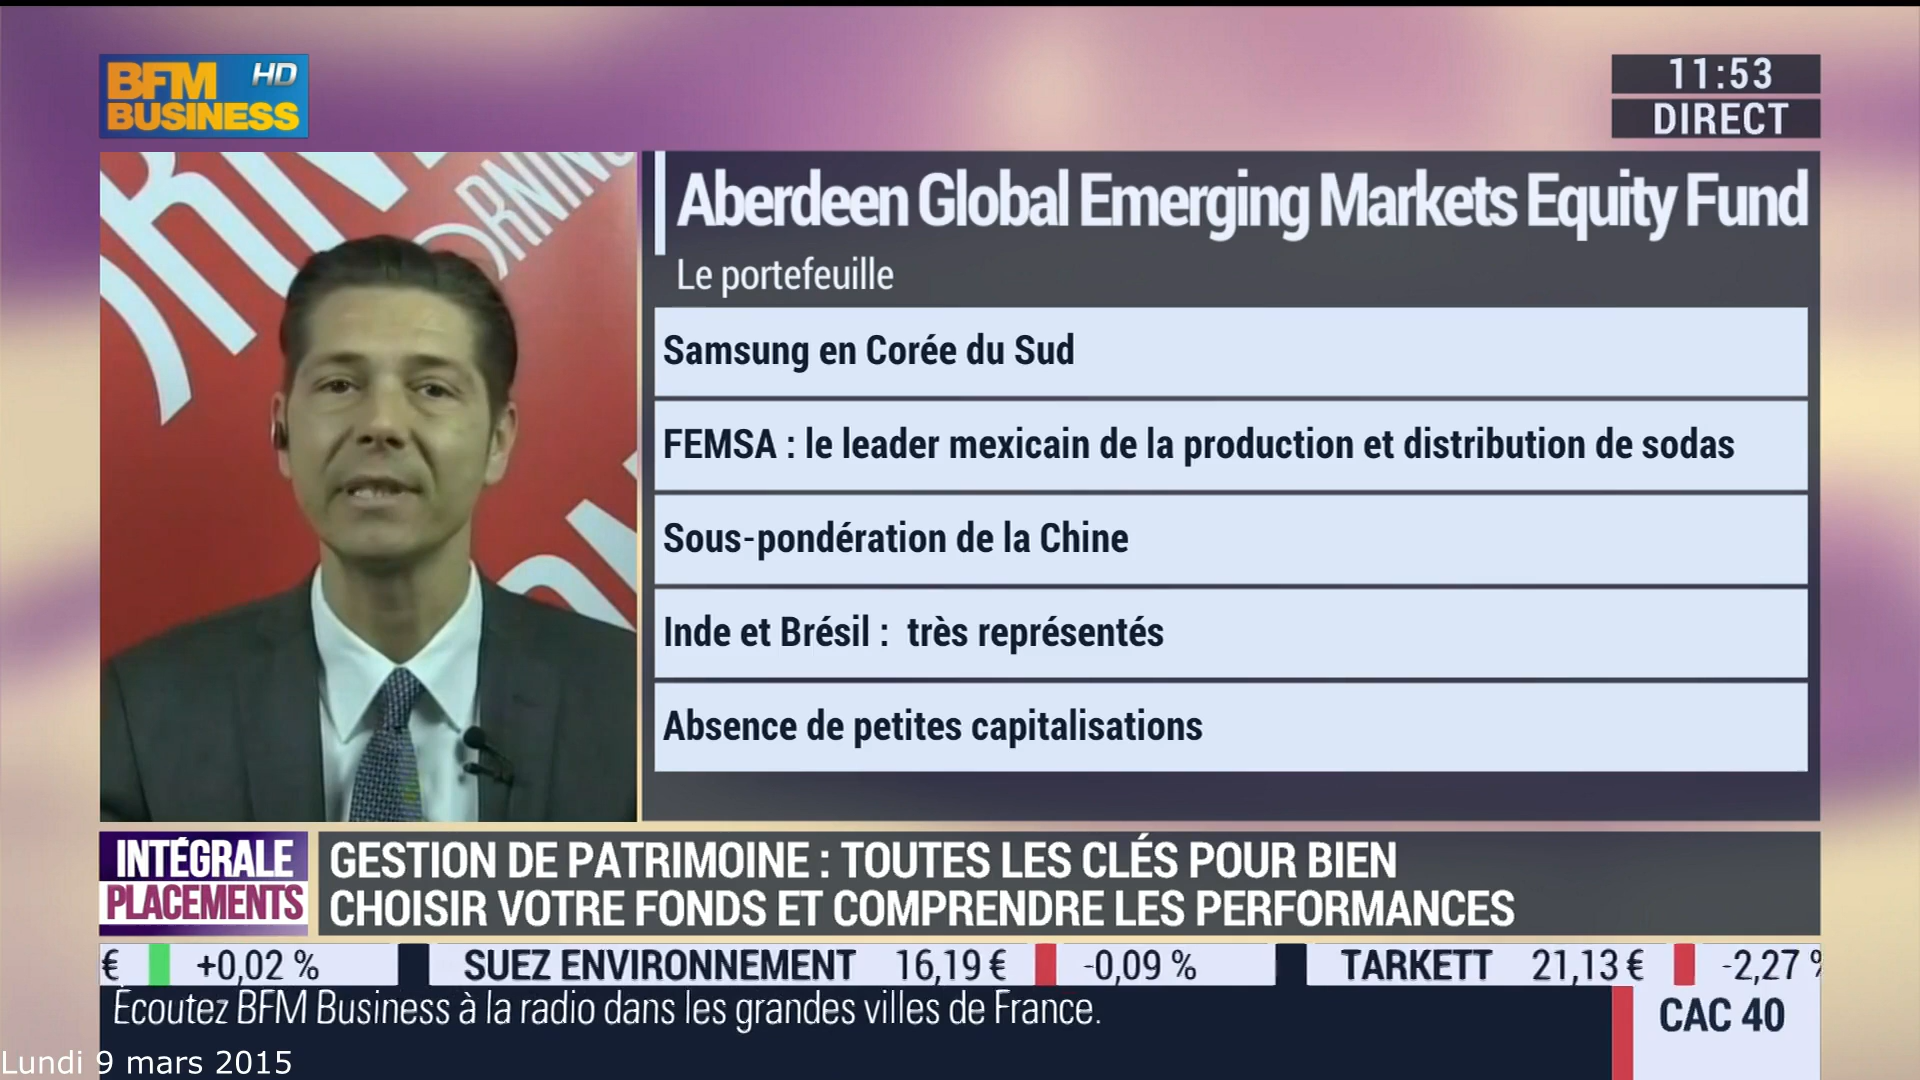 BFM HD
BUSINESS
11:53
DIRECT
ORNING
Aberdeen Global Emerging Markets Equity Fund
Le portefeuille
Samsung en Corée du Sud
FEMSA : le leader mexicain de la production et distribution de sodas
Sous-pondération de la Chine
Inde et Brésil : très représentés
Absence de petites capitalisations
INTÉGRALE
PLACEMENTS
GESTION DE PATRIMOINE : TOUTES LES CLÉS POUR BIEN
CHOISIR VOTRE FONDS ET COMPRENDRE LES PERFORMANCES
€ +0,02 % SUEZ ENVIRONNEMENT 16,19 € -0,09 % TARKETT 21,13 € -2,27 %
Écoutez BFM Business à la radio dans les grandes villes de France.
CAC 40
Lundi 9 mars 2015